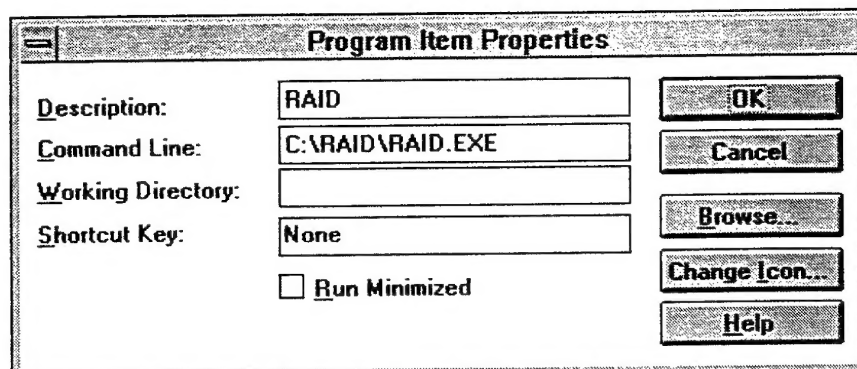 Program Item Properties
Description: RAID
Command Line: C:\RAID\RAID.EXE
Working Directory:
Shortcut Key: None
Run Minimized
OK
Cancel
Browse...
Change Icon...
Help